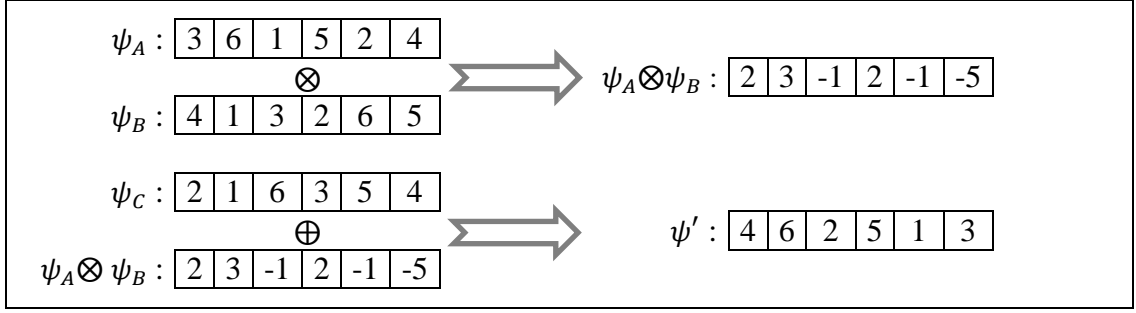 ψ_A : 3 6 1 5 2 4
⊗
ψ_B : 4 1 3 2 6 5
ψ_A⊗ψ_B : 2 3 -1 2 -1 -5
ψ_C : 2 1 6 3 5 4
⊕
ψ_A⊗ ψ_B : 2 3 -1 2 -1 -5
ψ′ : 4 6 2 5 1 3